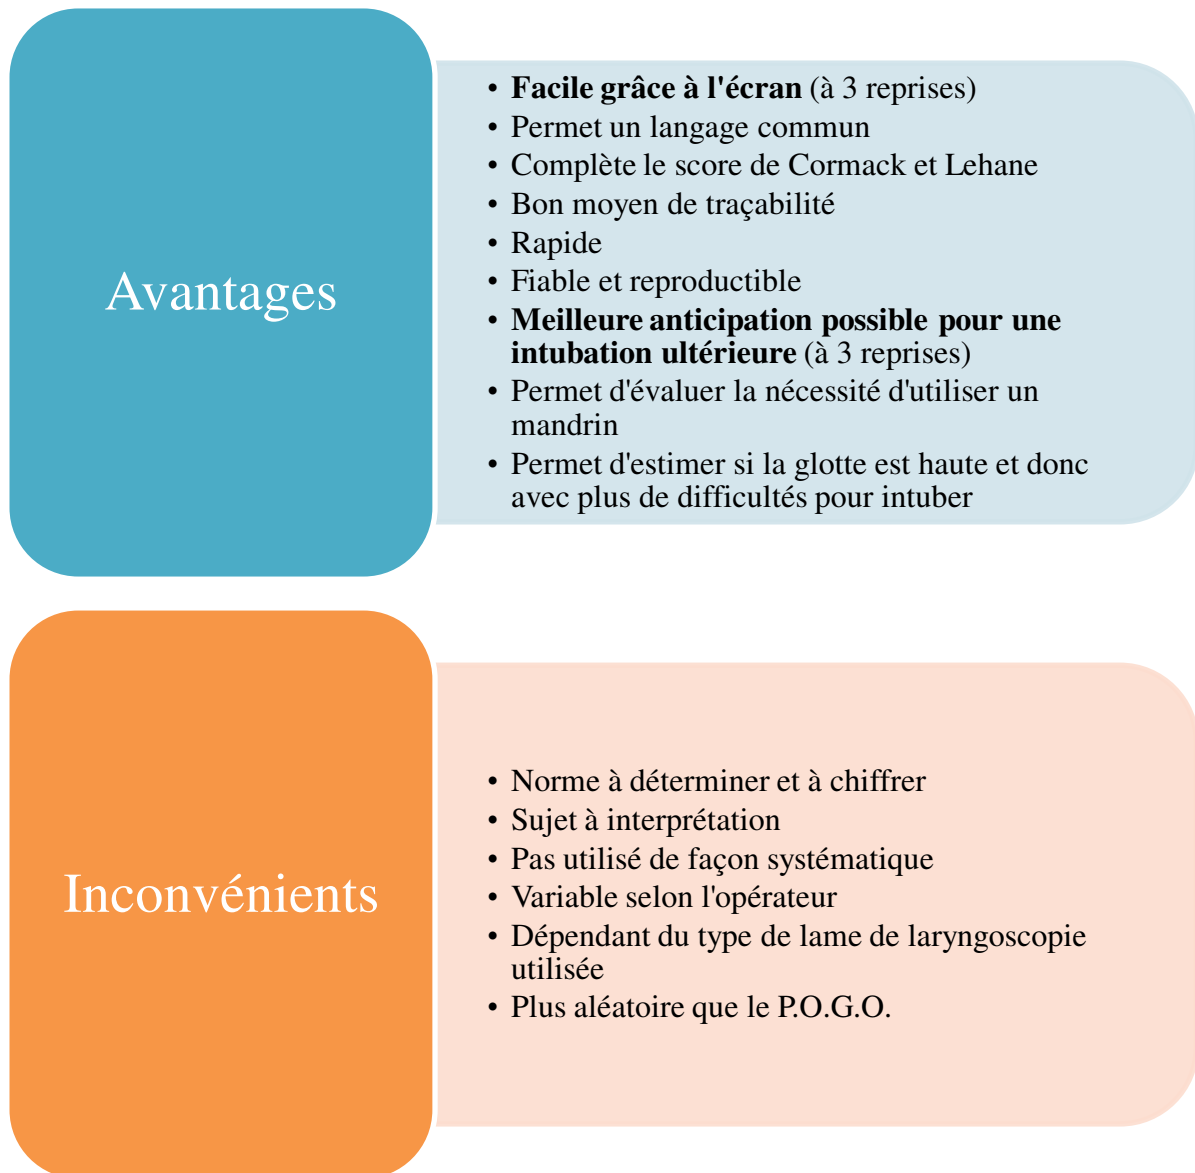 Avantages
• Facile grâce à l'écran (à 3 reprises)
• Permet un langage commun
• Complète le score de Cormack et Lehane
• Bon moyen de traçabilité
• Rapide
• Fiable et reproductible
• Meilleure anticipation possible pour une
intubation ultérieure (à 3 reprises)
• Permet d'évaluer la nécessité d'utiliser un
mandrin
• Permet d'estimer si la glotte est haute et donc
avec plus de difficultés pour intuber
Inconvénients
• Norme à déterminer et à chiffrer
• Sujet à interprétation
• Pas utilisé de façon systématique
• Variable selon l'opérateur
• Dépendant du type de lame de laryngoscopie
utilisée
• Plus aléatoire que le P.O.G.O.